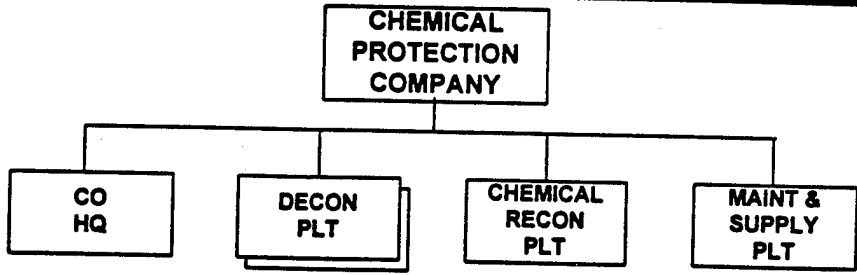 CHEMICAL
PROTECTION
COMPANY
CO
HQ
DECON
PLT
CHEMICAL
RECON
PLT
MAINT &
SUPPLY
PLT